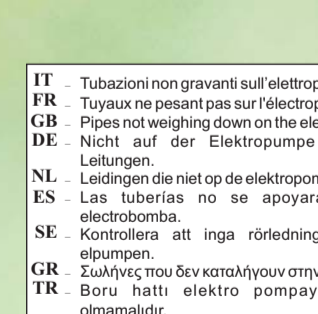 IT – Tubazioni non gravanti sull'elettrop
FR – Tuyaux ne pesant pas sur l'électrop
GB – Pipes not weighing down on the ele
DE – Nicht auf der Elektropumpe
Leitungen.
NL – Leidingen die niet op de elektropon
ES – Las tuberías no se apoyará
electrobomba.
SE – Kontrollera att inga rörledning
elpumpen.
GR – Σωλήνες που δεν καταλήγουν στην
TR – Boru hattı elektro pompay
olmamalıdır.